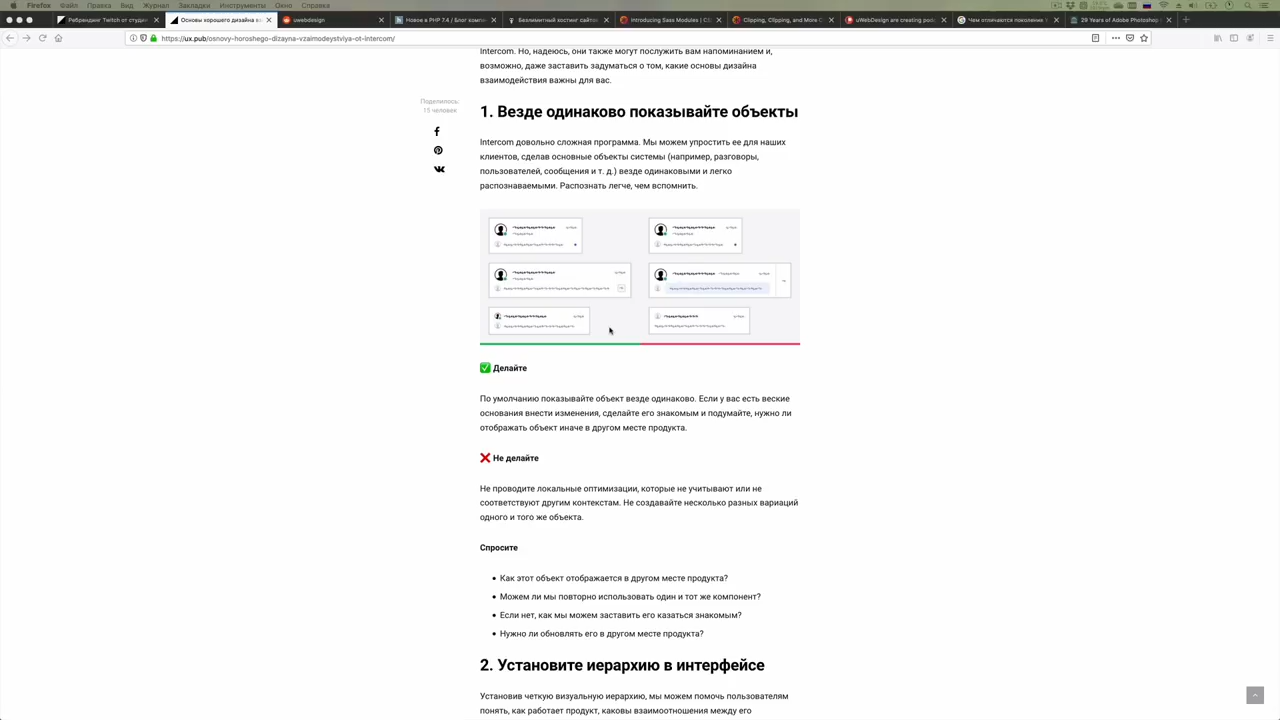 Firefox Файл Правка Вид Журнал Закладки Инструменты Окно Справка
Ребрендинг Twitch от студи
Основы хорошего дизайна вз
uwebdesign
Новое в PHP 7.4 / Блог компан
Безлимитный хостинг сайтов
Introducing Sass Modules | CS
Clipping, Clipping, and More C
uWebDesign are creating pod
Чем отличаются поколение
29 Years of Adobe Photoshop
https://ux.pub/osnovy-horoshego-dizayna-vzaimodeystviya-ot-intercom/
Intercom. Но, надеюсь, они также могут послужить вам напоминанием и,
возможно, даже заставить задуматься о том, какие основы дизайна
взаимодействия важны для вас.
Поделилось:
15 человек
1. Везде одинаково показывайте объекты
Intercom довольно сложная программа. Мы можем упростить ее для наших
клиентов, сделав основные объекты системы (например, разговоры,
пользователей, сообщения и т. д.) везде одинаковыми и легко
распознаваемыми. Распознать легче, чем вспомнить.
Делайте
По умолчанию показывайте объект везде одинаково. Если у вас есть веские
основания внести изменения, сделайте его знакомым и подумайте, нужно ли
отображать объект иначе в другом месте продукта.
Не делайте
Не проводите локальные оптимизации, которые не учитывают или не
соответствуют другим контекстам. Не создавайте несколько разных вариаций
одного и того же объекта.
Спросите
• Как этот объект отображается в другом месте продукта?
• Можем ли мы повторно использовать один и тот же компонент?
• Если нет, как мы можем заставить его казаться знакомым?
• Нужно ли обновлять его в другом месте продукта?
2. Установите иерархию в интерфейсе
Установив четкую визуальную иерархию, мы можем помочь пользователям
понять, как работает продукт, каковы взаимоотношения между его